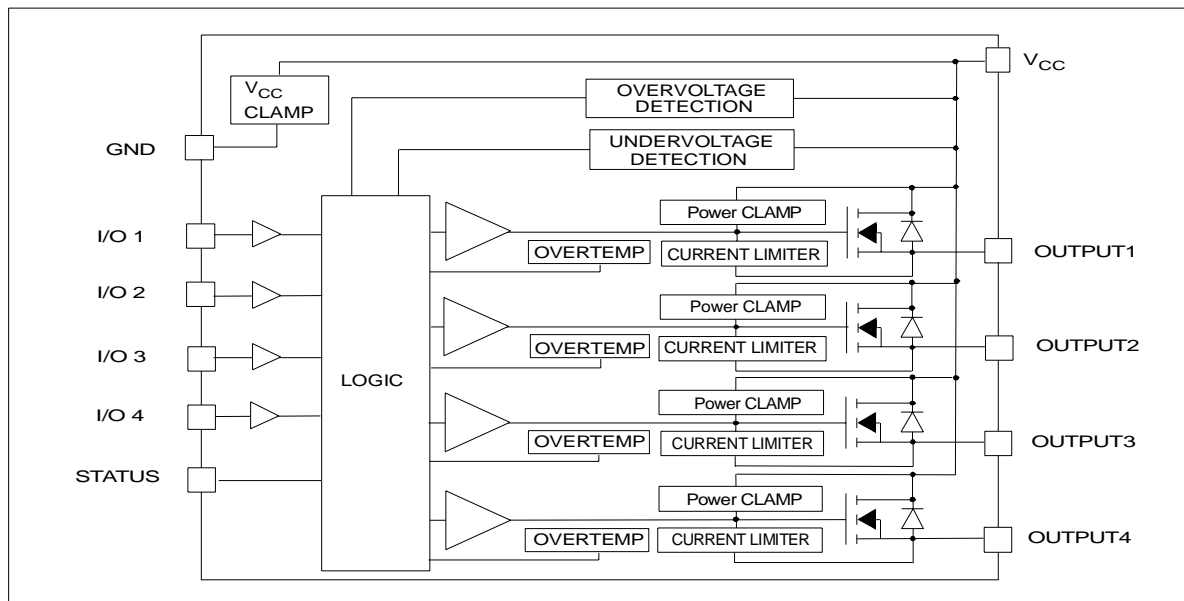 VCC
VCC
CLAMP
OVERVOLTAGE
DETECTION
GND
UNDERVOLTAGE
DETECTION
I/O 1
Power CLAMP
OVERTEMP
CURRENT LIMITER
OUTPUT1
I/O 2
Power CLAMP
OVERTEMP
CURRENT LIMITER
OUTPUT2
I/O 3
LOGIC
Power CLAMP
I/O 4
OVERTEMP
CURRENT LIMITER
OUTPUT3
STATUS
Power CLAMP
OVERTEMP
CURRENT LIMITER
OUTPUT4